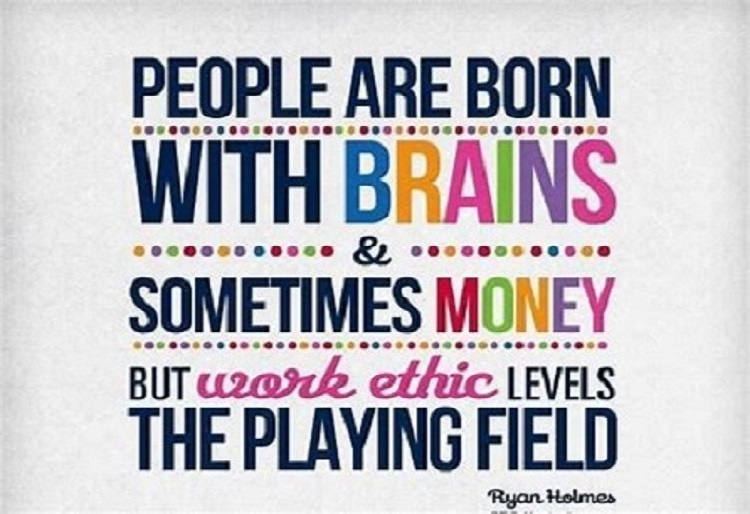 PEOPLE ARE BORN
WITH BRAINS
&
SOMETIMES MONEY
BUT work ethic LEVELS
THE PLAYING FIELD
Ryan Holmes